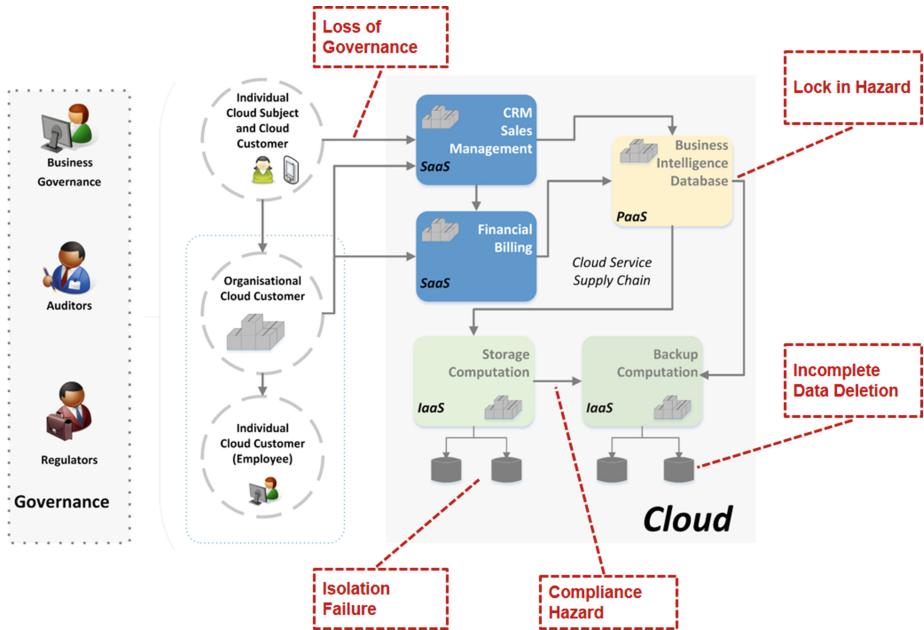 Loss of
Governance
Lock in Hazard
Individual
Cloud Subject
and Cloud
Customer
CRM
Sales
Management
SaaS
Business
Intelligence
Database
PaaS
Business
Governance
Financial
Billing
SaaS
Cloud Service
Supply Chain
Organisational
Cloud Customer
Auditors
Storage
Computation
IaaS
Backup
Computation
IaaS
Incomplete
Data Deletion
Individual
Cloud Customer
(Employee)
Regulators
Governance
Cloud
Isolation
Failure
Compliance
Hazard